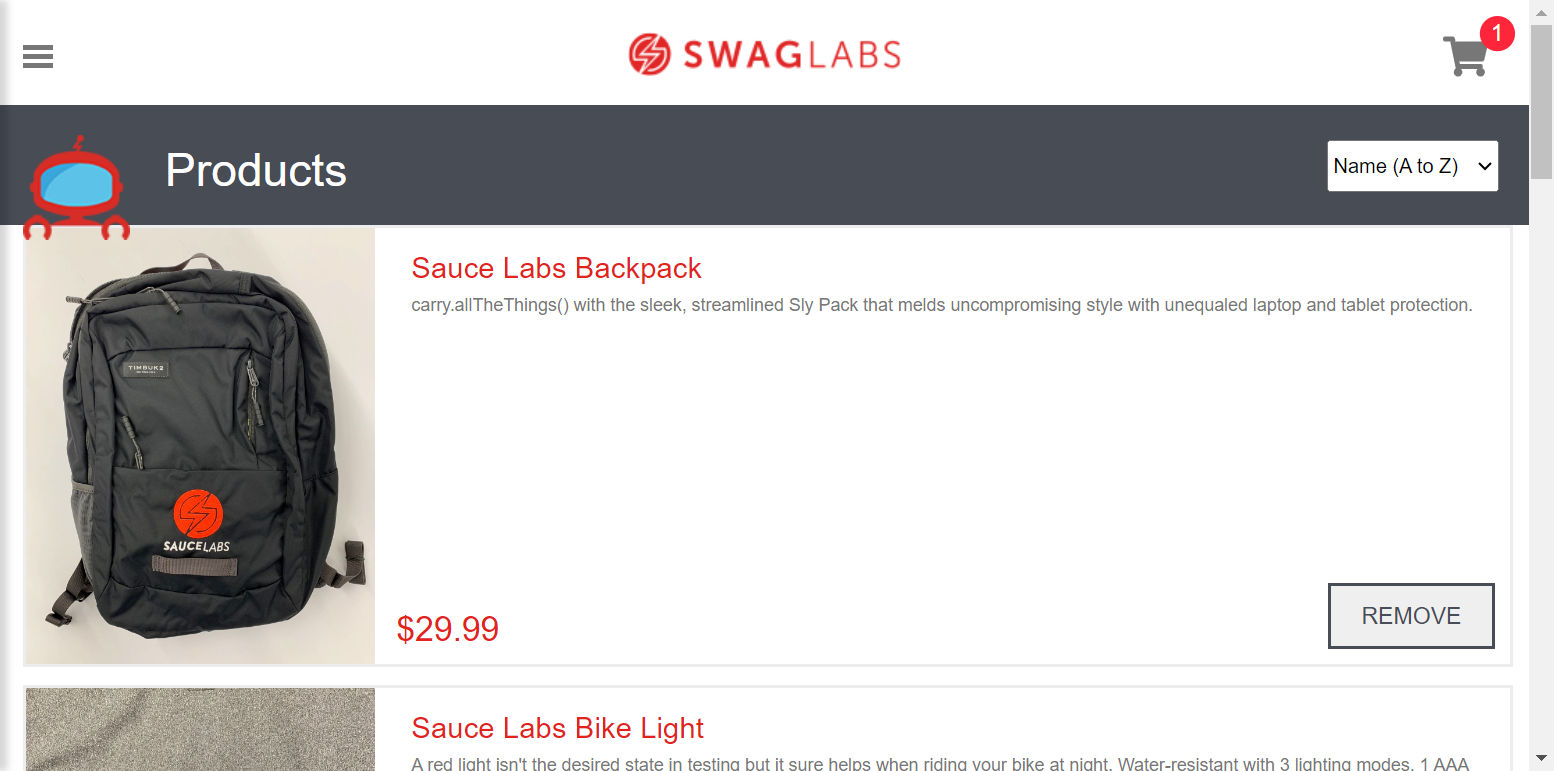 SWAGLABS
1
Products
Name (A to Z)
Sauce Labs Backpack
carry.allTheThings() with the sleek, streamlined Sly Pack that melds uncompromising style with unequaled laptop and tablet protection.
TIMBUK2
SAUCELABS
$29.99
REMOVE
Sauce Labs Bike Light
A red light isn't the desired state in testing but it sure helps when riding your bike at night. Water-resistant with 3 lighting modes, 1 AAA